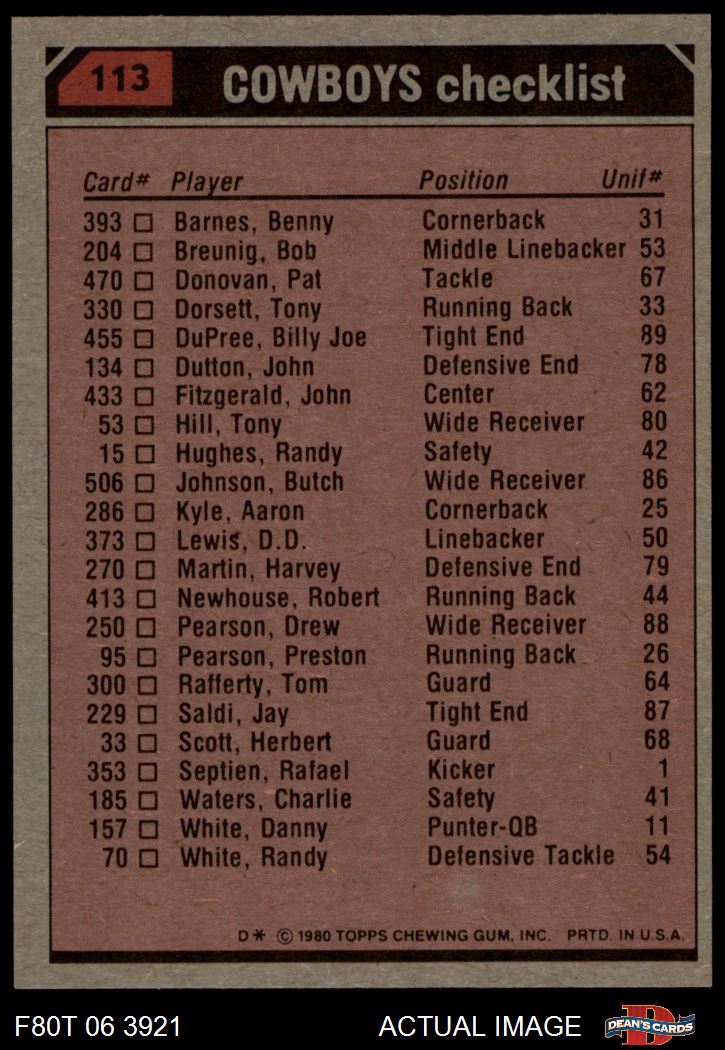 113 COWBOYS checklist
Card# Player Position Unif#
393 □ Barnes, Benny Cornerback 31
204 □ Breunig, Bob Middle Linebacker 53
470 □ Donovan, Pat Tackle 67
330 □ Dorsett, Tony Running Back 33
455 □ DuPree, Billy Joe Tight End 89
134 □ Dutton, John Defensive End 78
433 □ Fitzgerald, John Center 62
53 □ Hill, Tony Wide Receiver 80
15 □ Hughes, Randy Safety 42
506 □ Johnson, Butch Wide Receiver 86
286 □ Kyle, Aaron Cornerback 25
373 □ Lewis, D.D. Linebacker 50
270 □ Martin, Harvey Defensive End 79
413 □ Newhouse, Robert Running Back 44
250 □ Pearson, Drew Wide Receiver 88
95 □ Pearson, Preston Running Back 26
300 □ Rafferty, Tom Guard 64
229 □ Saldi, Jay Tight End 87
33 □ Scott, Herbert Guard 68
353 □ Septien, Rafael Kicker 1
185 □ Waters, Charlie Safety 41
157 □ White, Danny Punter-QB 11
70 □ White, Randy Defensive Tackle 54
D* © 1980 TOPPS CHEWING GUM, INC. PRTD. IN U.S.A.
F80T 06 3921 ACTUAL IMAGE D DEAN'S CARDS